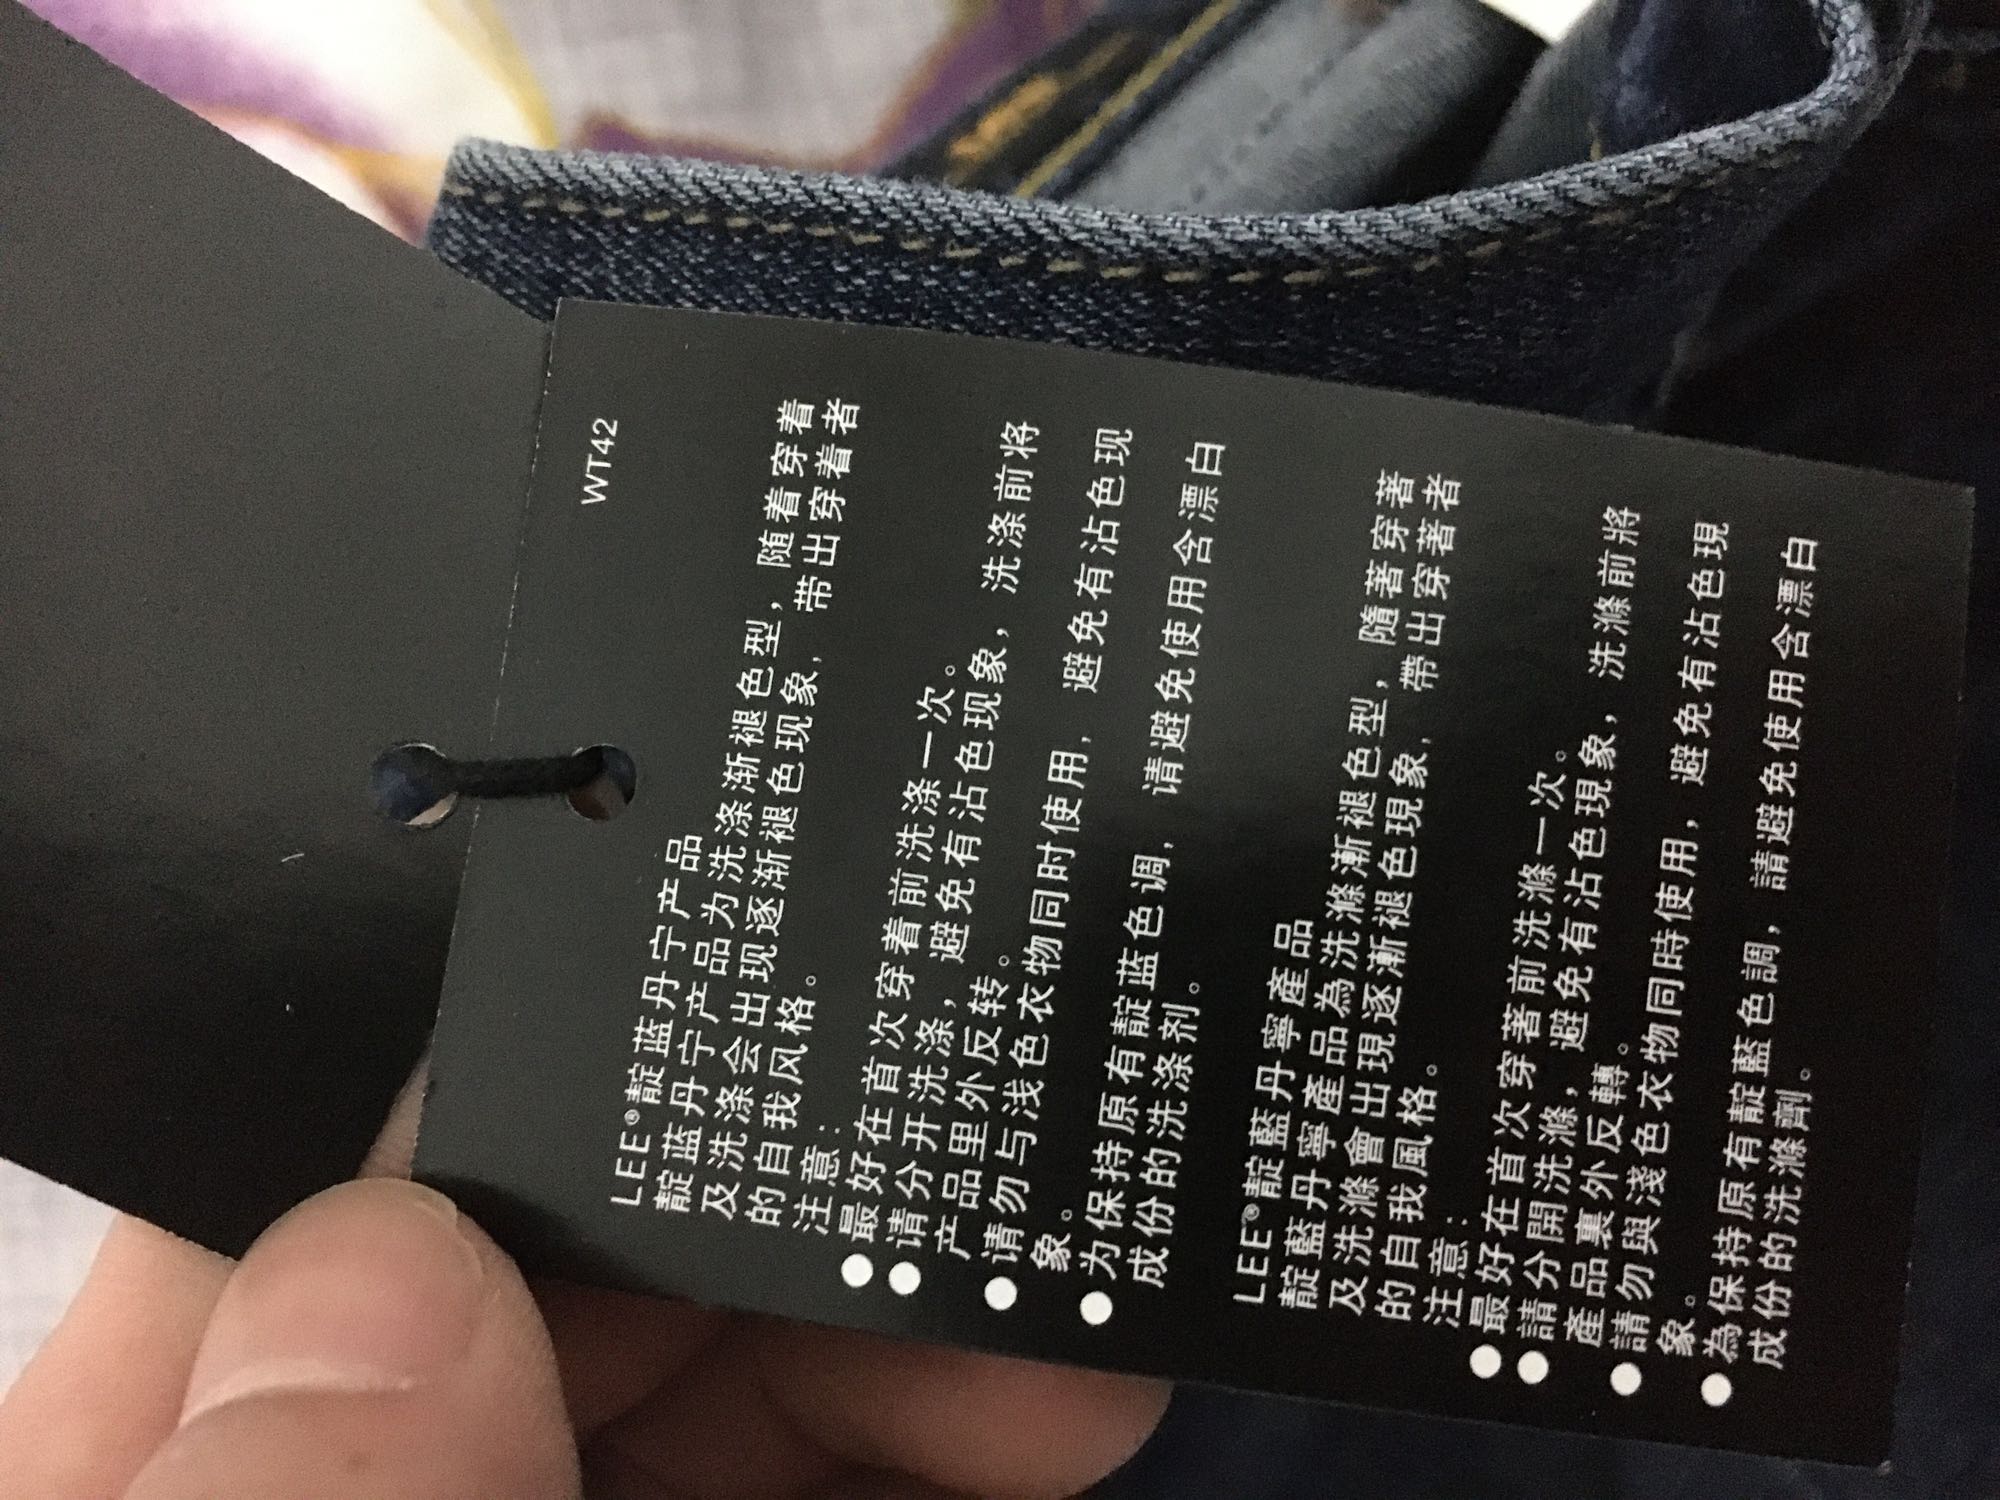 WT42
LEE®靛蓝丹宁产品
靛蓝丹宁产品为洗涤渐褪色型，随着穿着
及洗涤会出现逐渐褪色现象，带出穿着者
的自我风格。
注意：
●最好在首次穿着前洗涤一次。
●请分开洗涤，避免有沾色现象，洗涤前将
产品里外反转。
●请勿与浅色衣物同时使用，避免有沾色现
象。
●为保持原有靛蓝色调，请避免使用含漂白
成份的洗涤剂。
LEE®靛藍丹寧產品
靛藍丹寧產品為洗滌漸褪色型，隨著穿著
及洗滌會出現逐漸褪色現象，帶出穿著者
的自我風格。
注意：
●最好在首次穿著前洗滌一次。
●請分開洗滌，避免有沾色現象，洗滌前將
產品裏外反轉。
●請勿與淺色衣物同時使用，避免有沾色現
象。
●為保持原有靛藍色調，請避免使用含漂白
成份的洗滌劑。